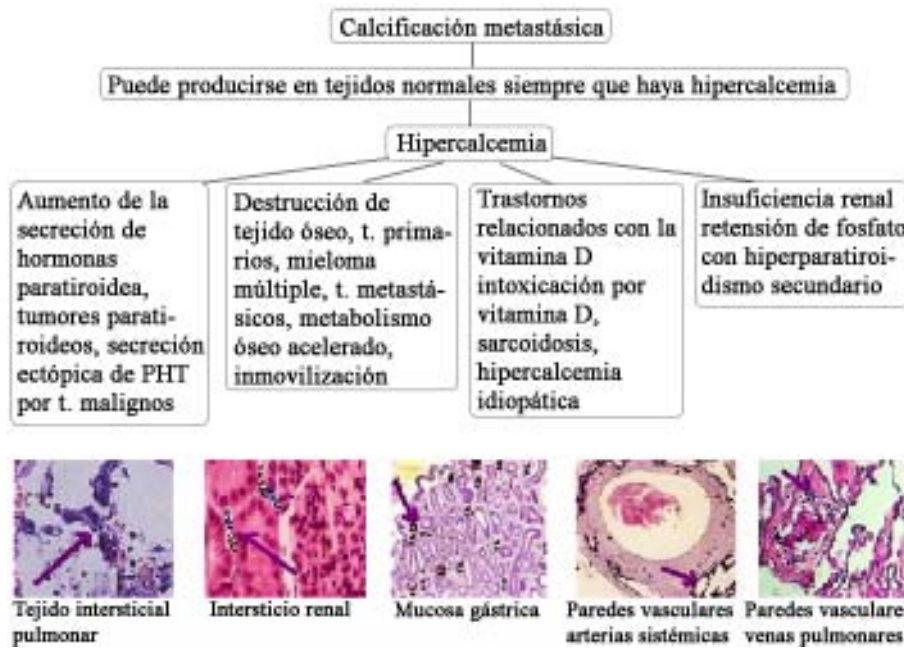 Calcificación metastásica
Puede producirse en tejidos normales siempre que haya hipercalcemia
Hipercalcemia
Aumento de la
secreción de
hormonas
paratiroidea,
tumores parati-
roideos, secreción
ectópica de PHT
por t. malignos
Destrucción de
tejido óseo, t. prima-
rios, mieloma
múltiple, t. metastá-
sicos, metabolismo
óseo acelerado,
inmovilización
Trastornos
relacionados con la
vitamina D
intoxicación por
vitamina D,
sarcoidosis,
hipercalcemia
idiopática
Insuficiencia renal
retención de fosfato
con hiperparatiroi-
dismo secundario
Tejido intersticial
pulmonar
Intersticio renal
Mucosa gástrica
Paredes vasculares
arterias sistémicas
Paredes vasculares
venas pulmonares